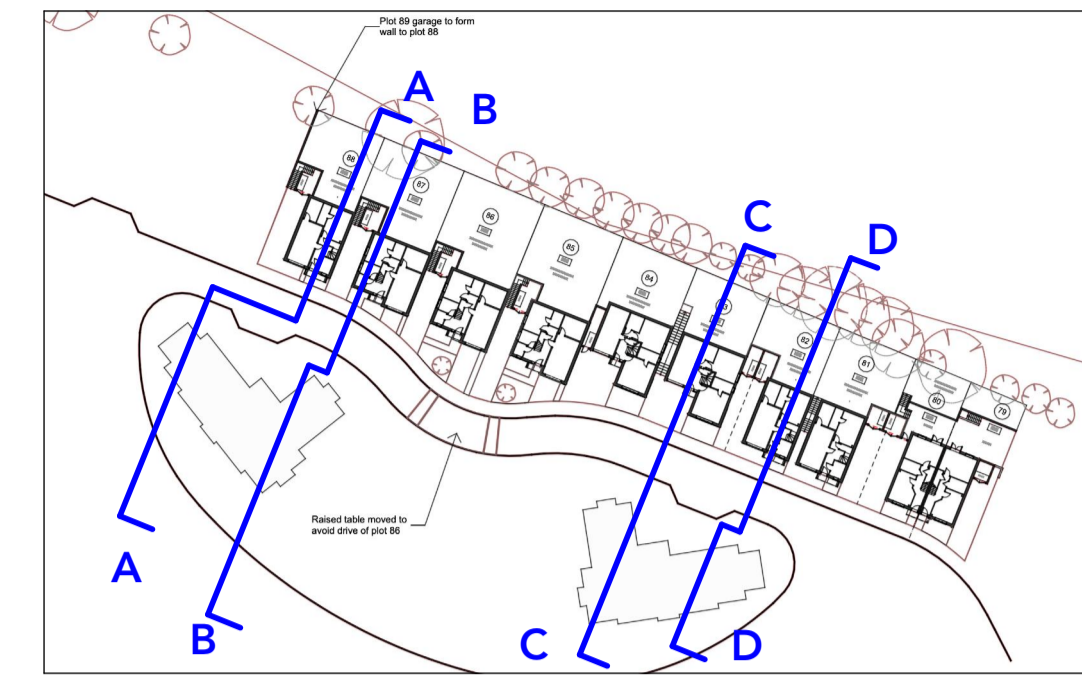 Plot 89 garage to form
wall to plot 88
A
B
88
87
86
85
84
C
D
82
81
80
79
Raised table moved to
avoid drive of plot 86
A
B
C
D